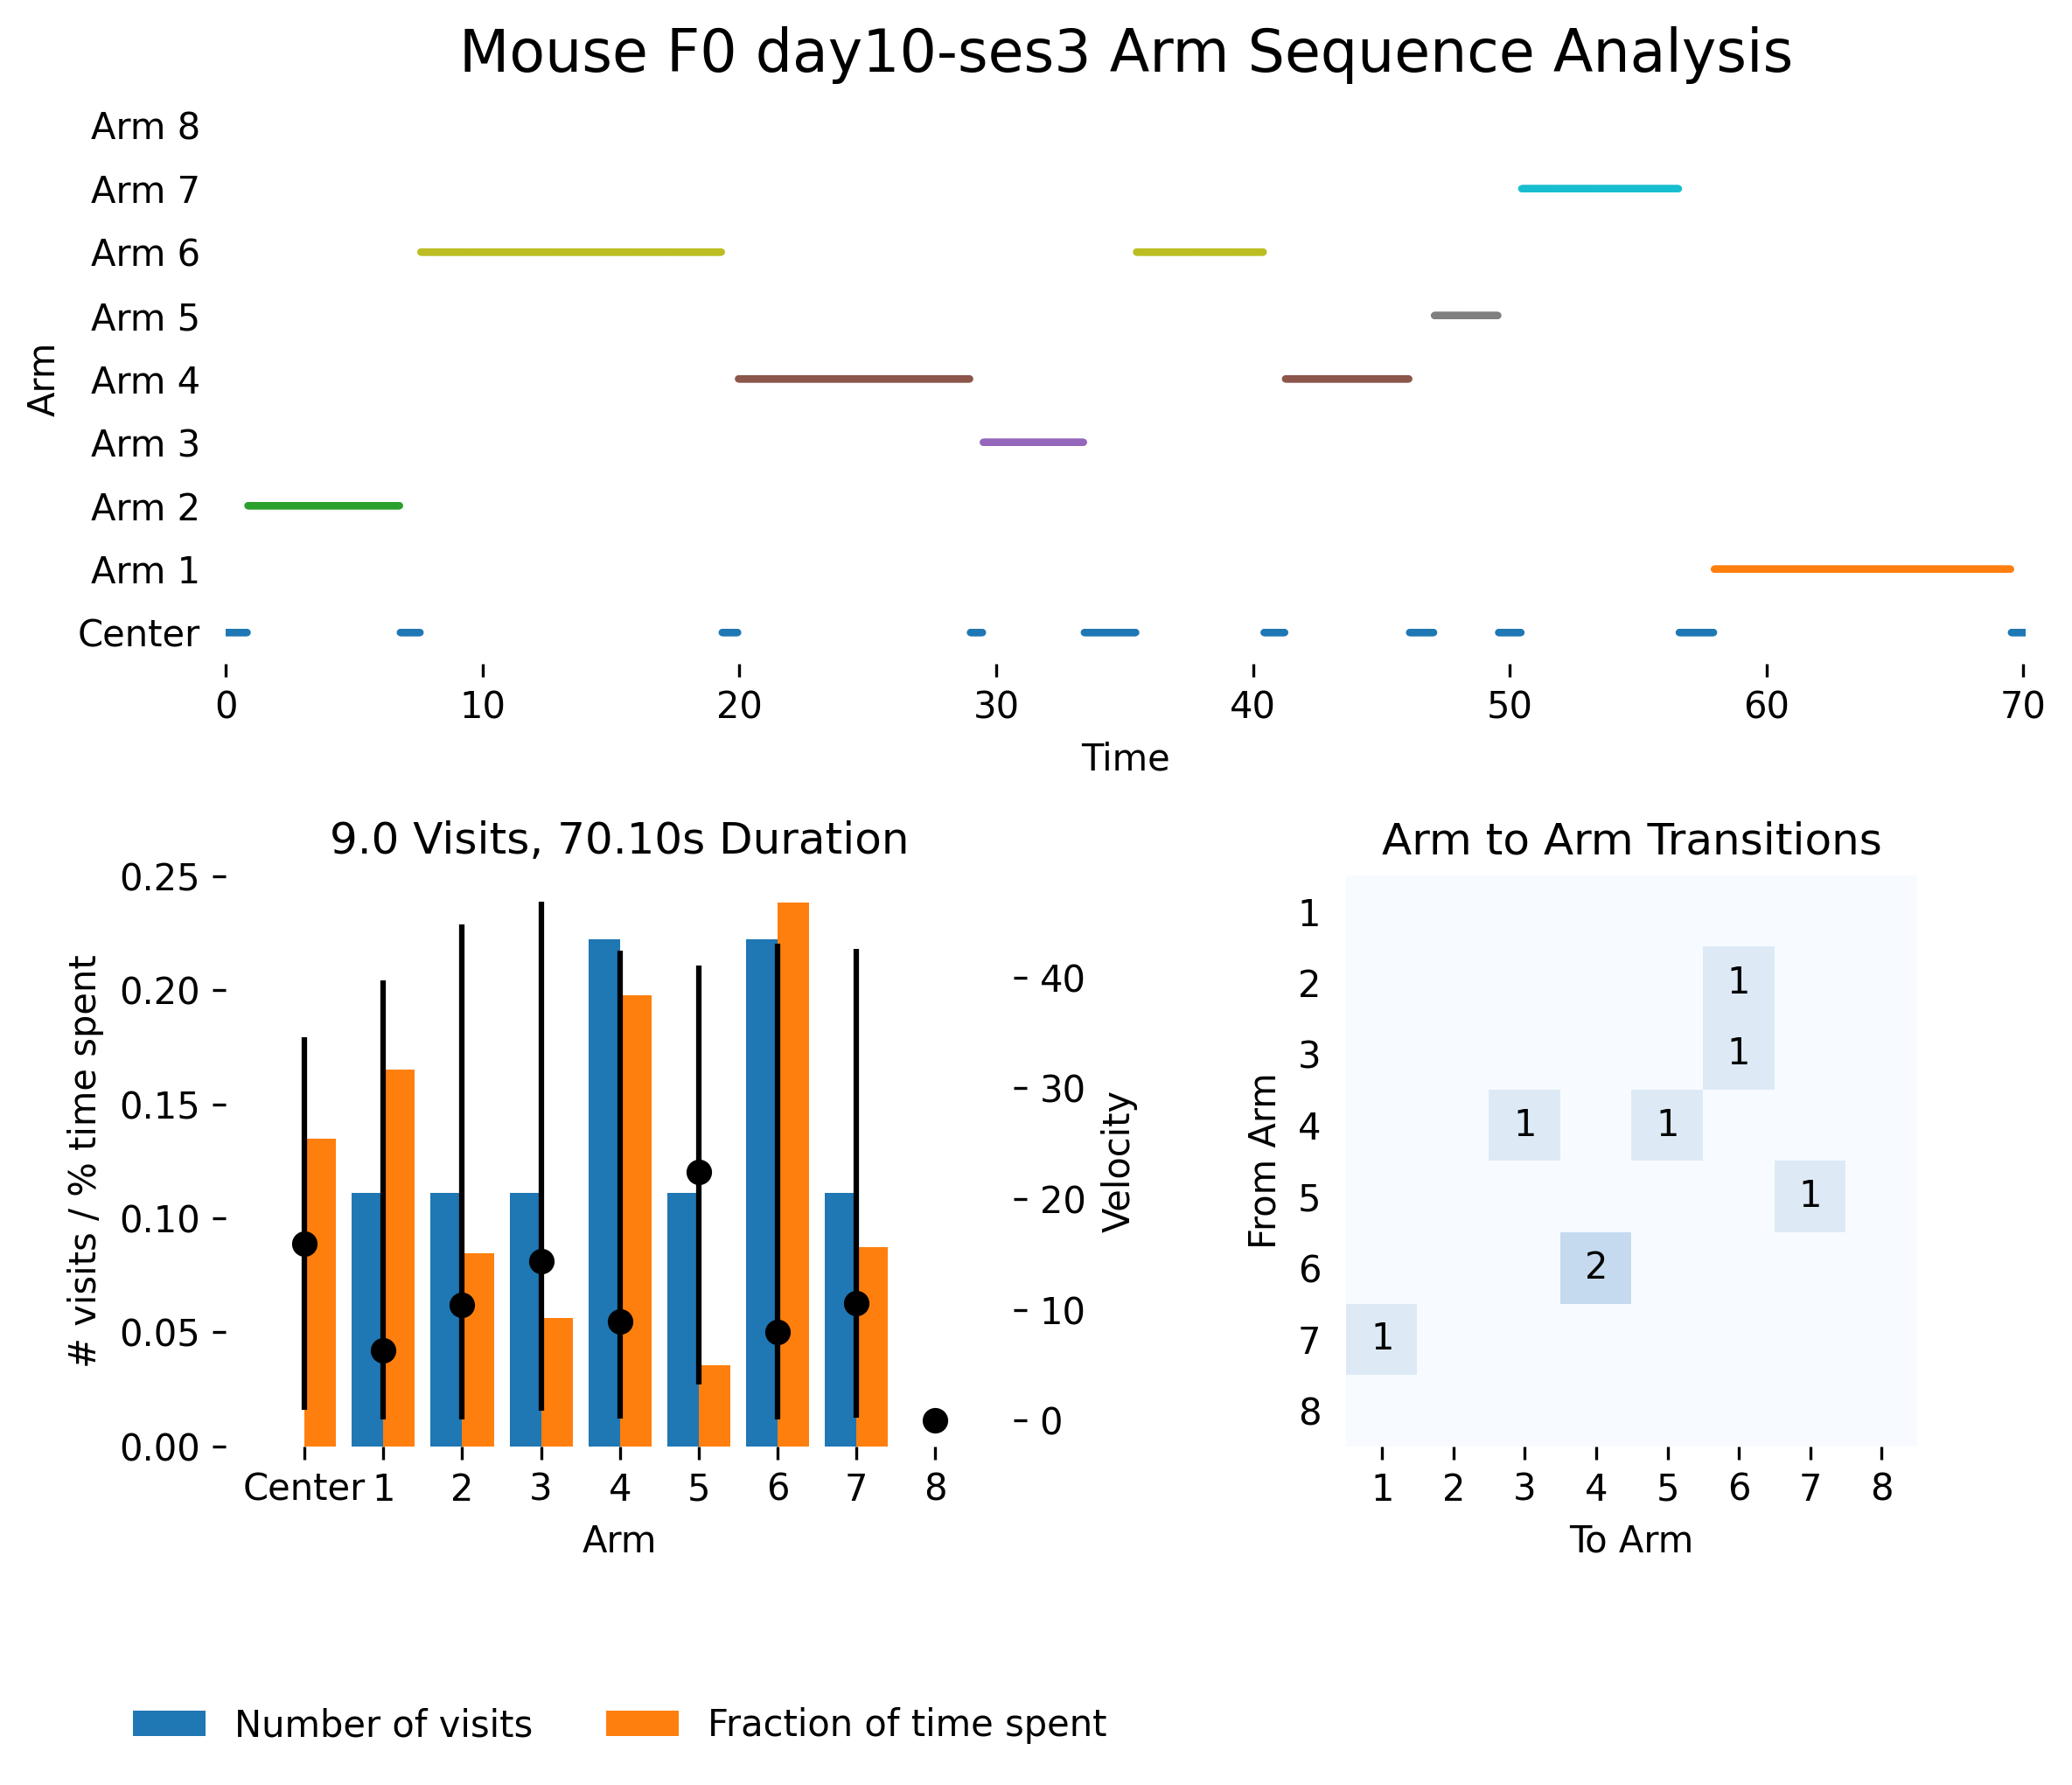 Mouse F0 day10-ses3 Arm Sequence Analysis
Arm 8
Arm 7
Arm 6
Arm 5
Arm 4
Arm 3
Arm 2
Arm 1
Center
Arm
0 10 20 30 40 50 60 70
Time
9.0 Visits, 70.10s Duration
0.25
0.20
0.15
0.10
0.05
0.00
# visits / % time spent
40
30
20
10
0
Velocity
Center 1 2 3 4 5 6 7 8
Arm
Arm to Arm Transitions
1
2 1
3 1
4 1 1
5 1
6 2
7 1
8
From Arm
1 2 3 4 5 6 7 8
To Arm
Number of visits
Fraction of time spent